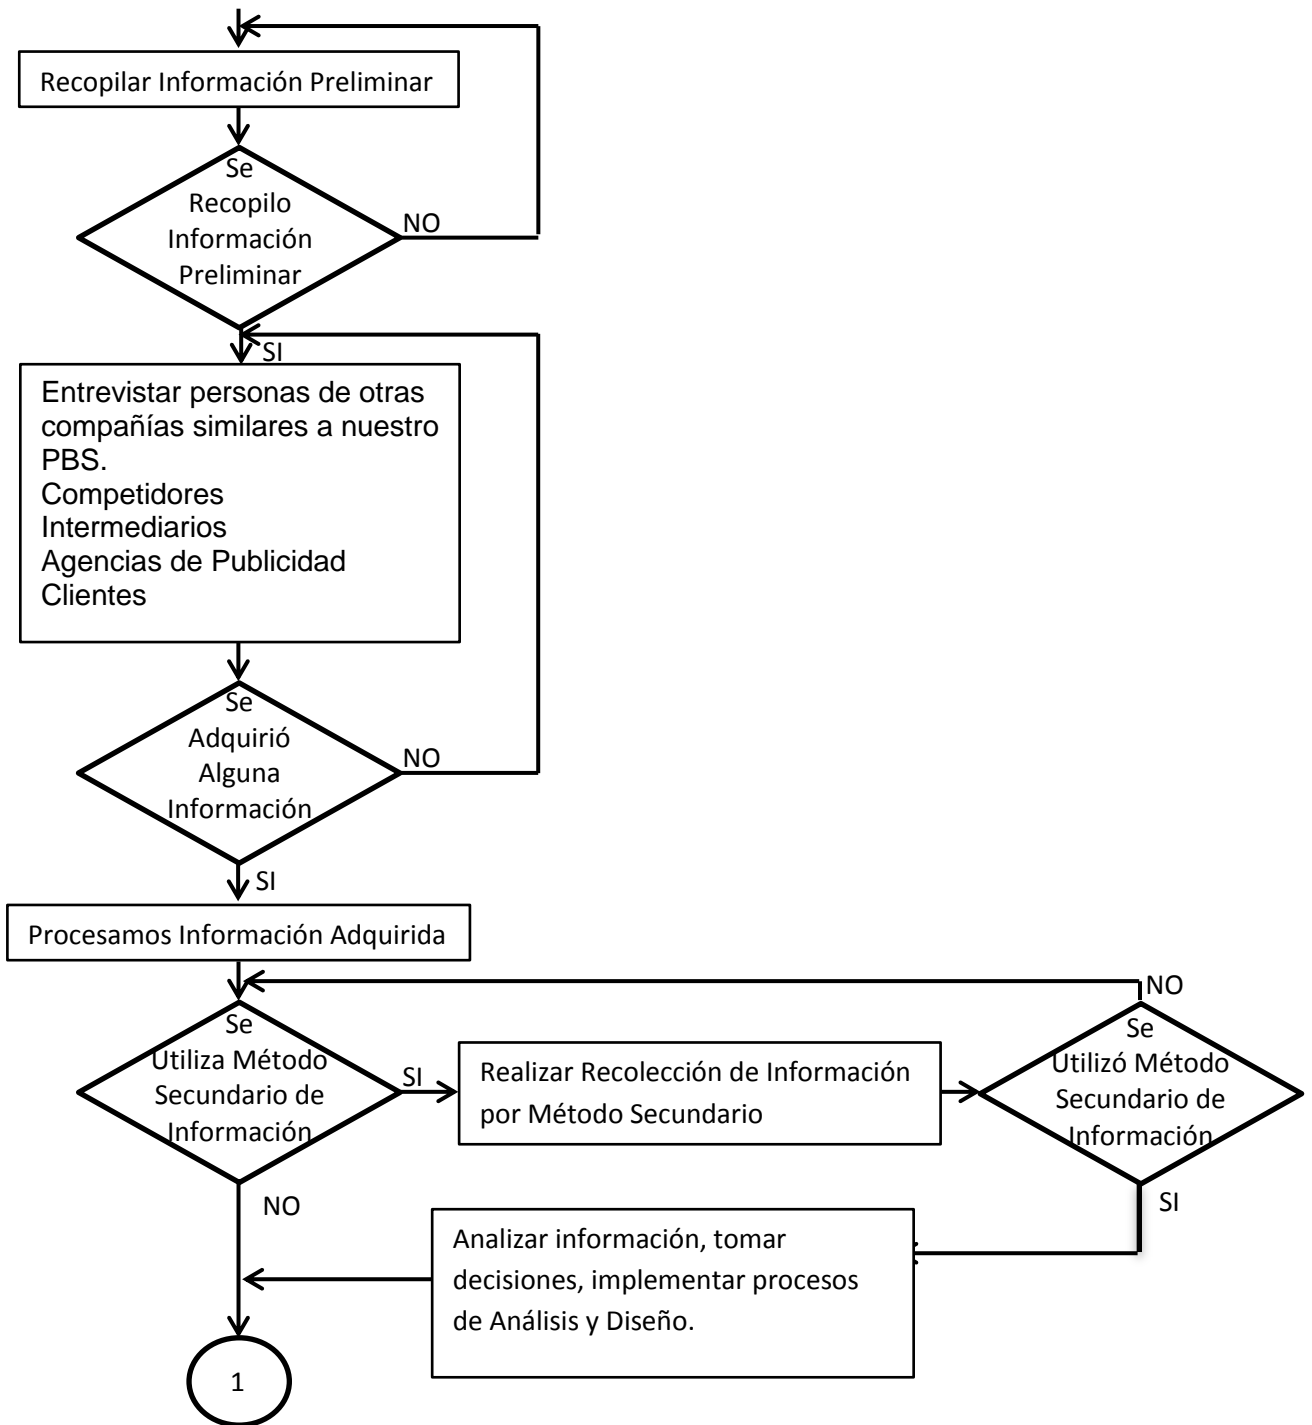 Recopilar Información Preliminar
Se
Recopilo
Información
Preliminar
NO
SI
Entrevistar personas de otras
compañías similares a nuestro
PBS.
Competidores
Intermediarios
Agencias de Publicidad
Clientes
Se
Adquirió
Alguna
Información
NO
SI
Procesamos Información Adquirida
Se
Utiliza Método
Secundario de
Información
SI
Realizar Recolección de Información
por Método Secundario
NO
Se
Utilizó Método
Secundario de
Información
SI
NO
Analizar información, tomar
decisiones, implementar procesos
de Análisis y Diseño.
1